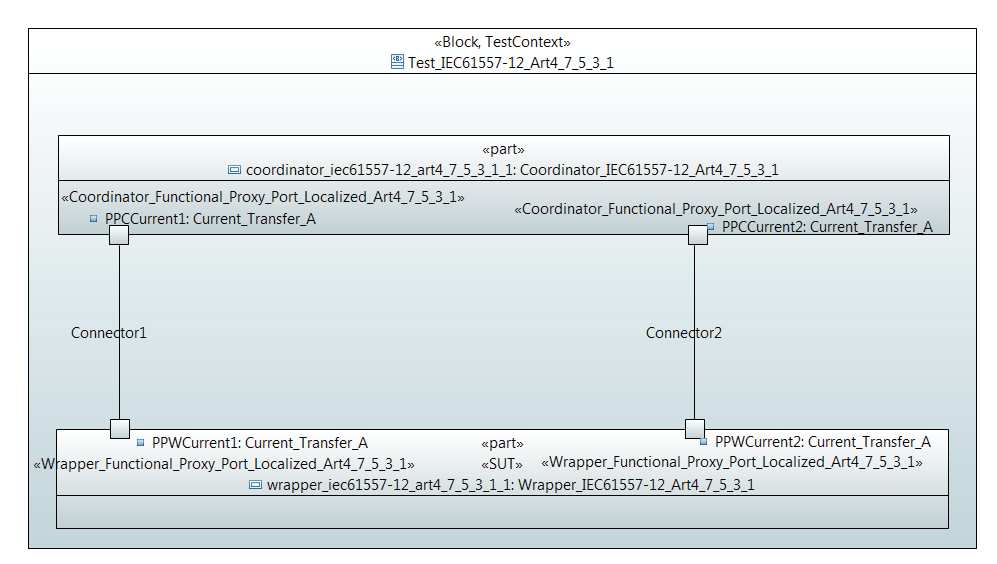 «Block, TestContext»
Test_IEC61557-12_Art4_7_5_3_1
«part»
coordinator_iec61557-12_art4_7_5_3_1_1: Coordinator_IEC61557-12_Art4_7_5_3_1
«Coordinator_Functional_Proxy_Port_Localized_Art4_7_5_3_1»
PPCCurrent1: Current_Transfer_A
«Coordinator_Functional_Proxy_Port_Localized_Art4_7_5_3_1»
PPCCurrent2: Current_Transfer_A
Connector1
Connector2
PPWCurrent1: Current_Transfer_A
«Wrapper_Functional_Proxy_Port_Localized_Art4_7_5_3_1»
«part»
«SUT»
PPWCurrent2: Current_Transfer_A
«Wrapper_Functional_Proxy_Port_Localized_Art4_7_5_3_1»
wrapper_iec61557-12_art4_7_5_3_1_1: Wrapper_IEC61557-12_Art4_7_5_3_1